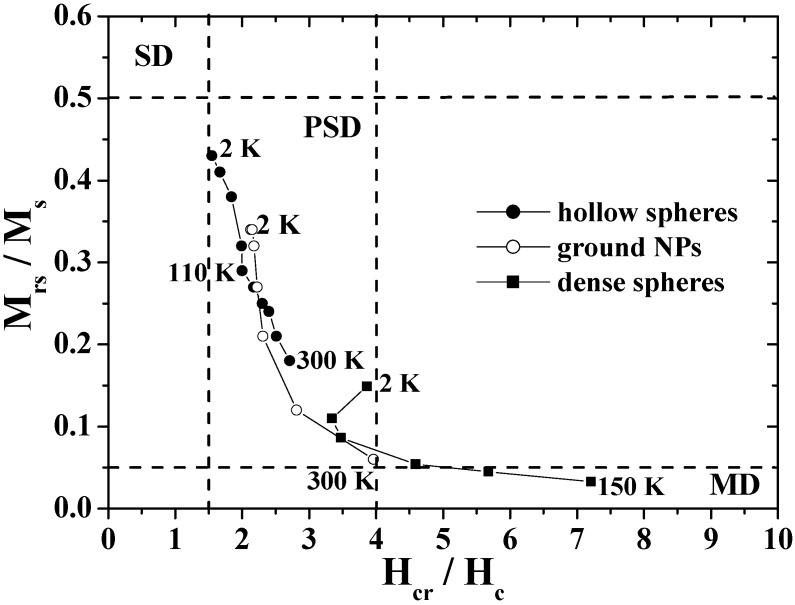 0.6
SD
0.5
PSD
2 K
0.4
2 K
hollow spheres
0.3
110 K
ground NPs
dense spheres
0.2
300 K
2 K
0.1
300 K
150 K
MD
0.0
0 1 2 3 4 5 6 7 8 9 10
Mrs / Ms
Hcr / Hc